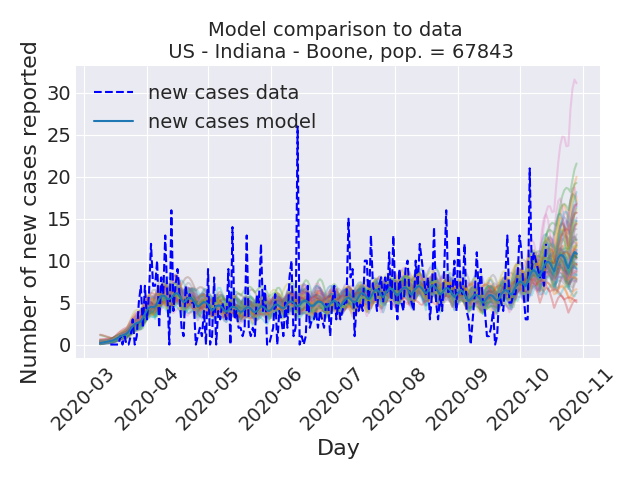 Model comparison to data
US - Indiana - Boone, pop. = 67843
Number of new cases reported
30
25
20
15
10
5
0
new cases data
new cases model
2020-03
2020-04
2020-05
2020-06
2020-07
2020-08
2020-09
2020-10
2020-11
Day